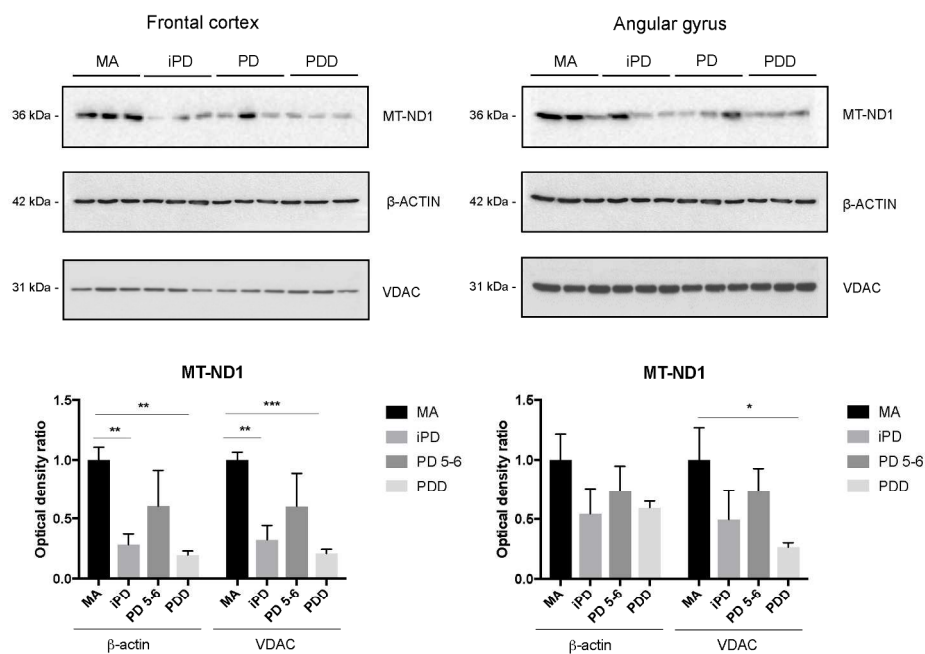 Frontal cortex
MA iPD PD PDD
36 kDa - MT-ND1
42 kDa - β-ACTIN
31 kDa - VDAC
Angular gyrus
MA iPD PD PDD
36 kDa - MT-ND1
42 kDa - β-ACTIN
31 kDa - VDAC
MT-ND1
Optical density ratio
1.5
1.0
0.5
0.0
** ***
** **
MA
iPD
PD 5-6
PDD
MA iPD PD 5-6 PDD MA iPD PD 5-6 PDD
β-actin VDAC
MT-ND1
Optical density ratio
1.5
1.0
0.5
0.0
*
MA
iPD
PD 5-6
PDD
MA iPD PD 5-6 PDD MA iPD PD 5-6 PDD
β-actin VDAC